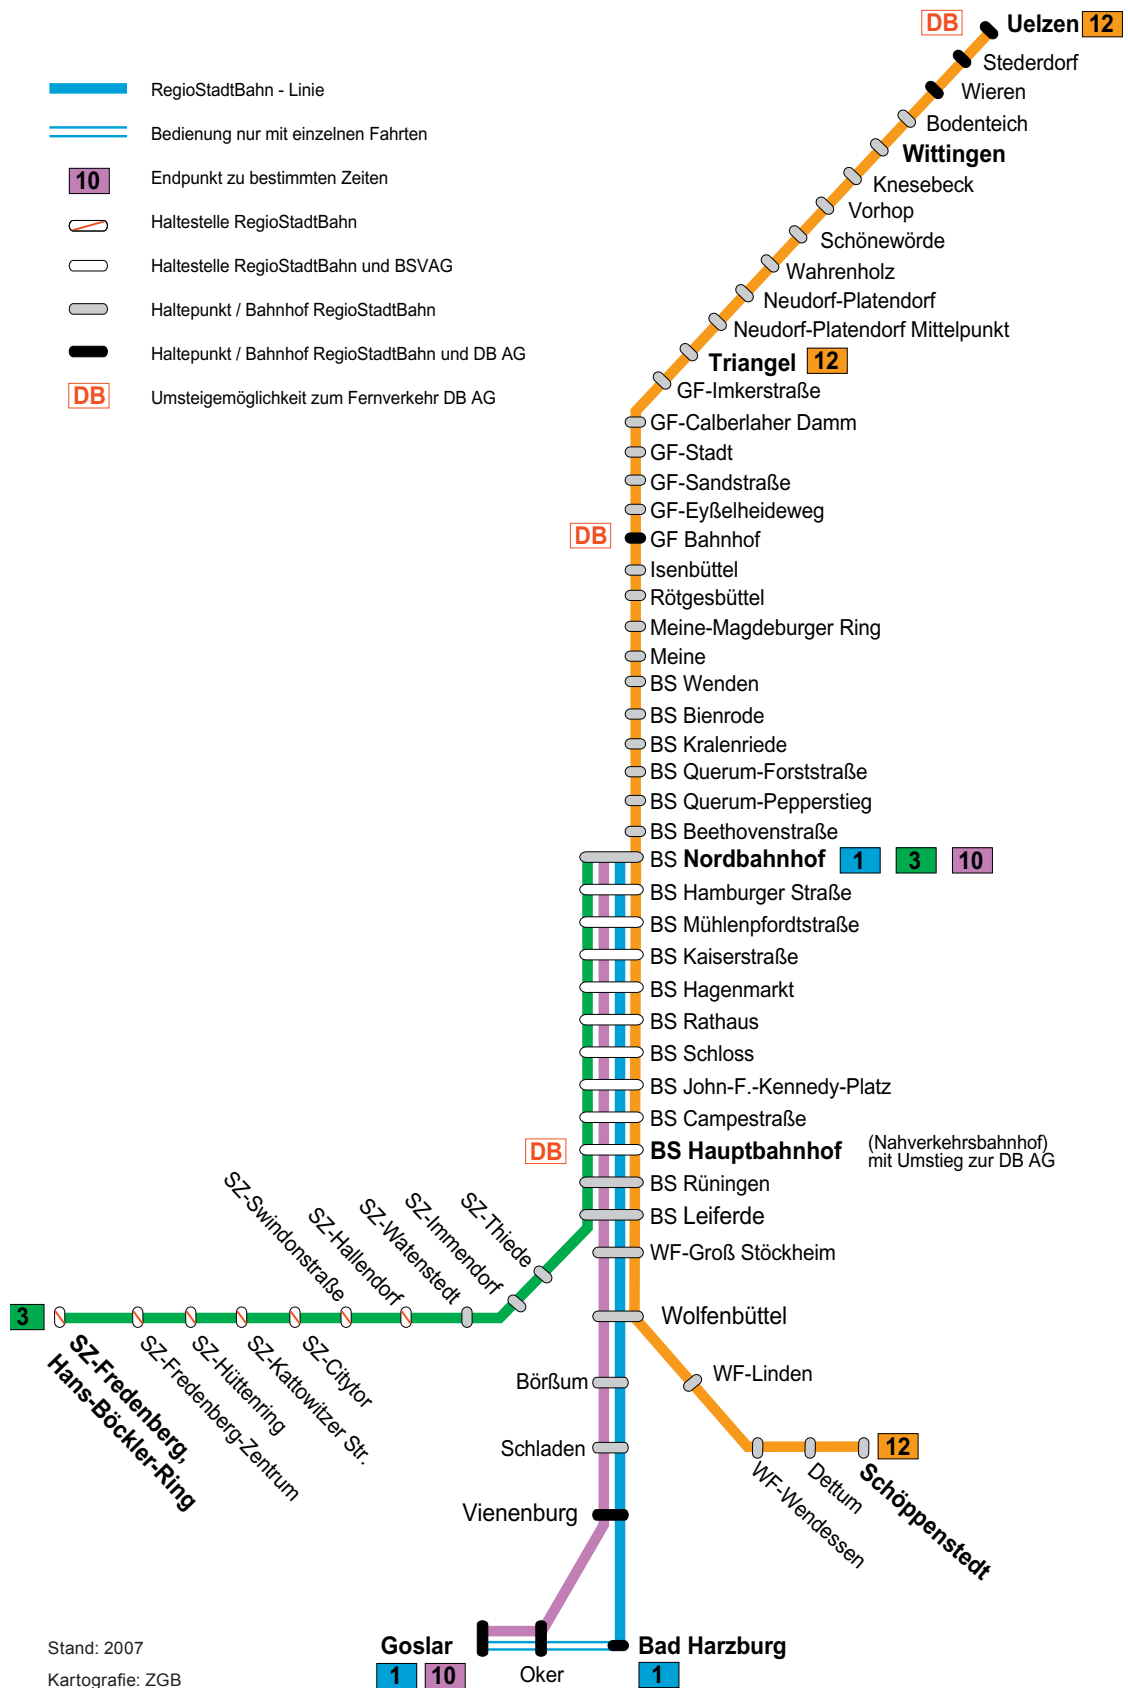 DB Uelzen 12
Stederdorf
Wieren
Bodenteich
Wittingen
Knesebeck
Vorhop
Schönewörde
Wahrenholz
Neudorf-Platendorf
Neudorf-Platendorf Mittelpunkt
Triangel 12
GF-Imkerstraße
GF-Calberlaher Damm
GF-Stadt
GF-Sandstraße
GF-Eyßelheideweg
DB GF Bahnhof
Isenbüttel
Rötgesbüttel
Meine-Magdeburger Ring
Meine
BS Wenden
BS Bienrode
BS Kralenriede
BS Querum-Forststraße
BS Querum-Pepperstieg
BS Beethovenstraße
BS Nordbahnhof 1 3 10
BS Hamburger Straße
BS Mühlenpfordtstraße
BS Kaiserstraße
BS Hagenmarkt
BS Rathaus
BS Schloss
BS John-F.-Kennedy-Platz
BS Campestraße
DB BS Hauptbahnhof (Nahverkehrsbahnhof)
mit Umstieg zur DB AG
BS Rüningen
BS Leiferde
WF-Groß Stöckheim
Wolfenbüttel
WF-Linden
WF-Wendessen
Dettum
Schöppenstedt
12
Börßum
Schladen
Vienenburg
Oker
Goslar
1 10
Bad Harzburg
1
SZ-Thiede
SZ-Immendorf
SZ-Watenstedt
SZ-Hallendorf
SZ-Swindonstraße
SZ-Citytor
SZ-Kattowitzer Str.
SZ-Hüttenring
SZ-Fredenberg-Zentrum
SZ-Fredenberg,
Hans-Böckler-Ring
3
RegioStadtBahn - Linie
Bedienung nur mit einzelnen Fahrten
10 Endpunkt zu bestimmten Zeiten
Haltestelle RegioStadtBahn
Haltestelle RegioStadtBahn und BSVAG
Haltepunkt / Bahnhof RegioStadtBahn
Haltepunkt / Bahnhof RegioStadtBahn und DB AG
DB Umsteigemöglichkeit zum Fernverkehr DB AG
Stand: 2007
Kartografie: ZGB